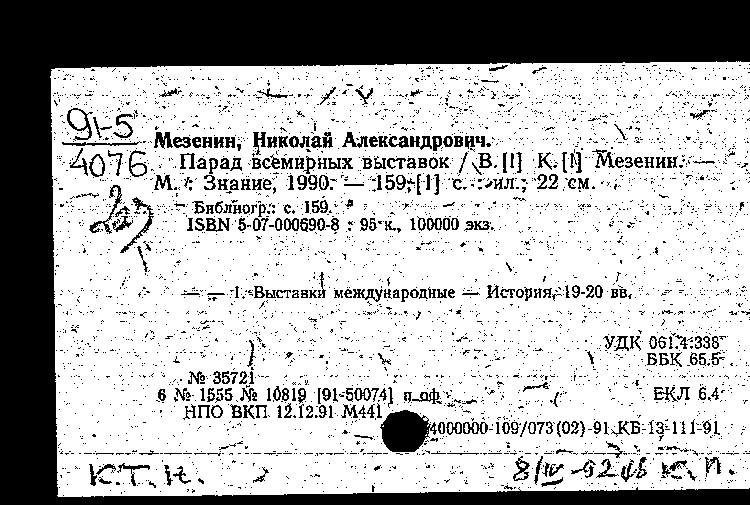 91-5
4076
Мезенин, Николай Александрович.
Парад всемирных выставок / В. [!] К. [!] Мезенин. —
М. : Знание, 1990. — 159, [1] с. : ил. ; 22 см.
Библиогр.: с. 159.
ISBN 5-07-000590-8 : 95 к., 100000 экз.
— — 1. Выставки международные — История, 19-20 вв.
УДК 061.4:338
ББК 65.5
№ 35721
6 № 1555 № 10819 [91-50074] п оф
ЕКЛ 6.4
НПО ВКП 12.12.91 М441
4000000-109/073(02)-91 КБ-13-111-91
К.Т.Н.
8/IV-92 К.П.